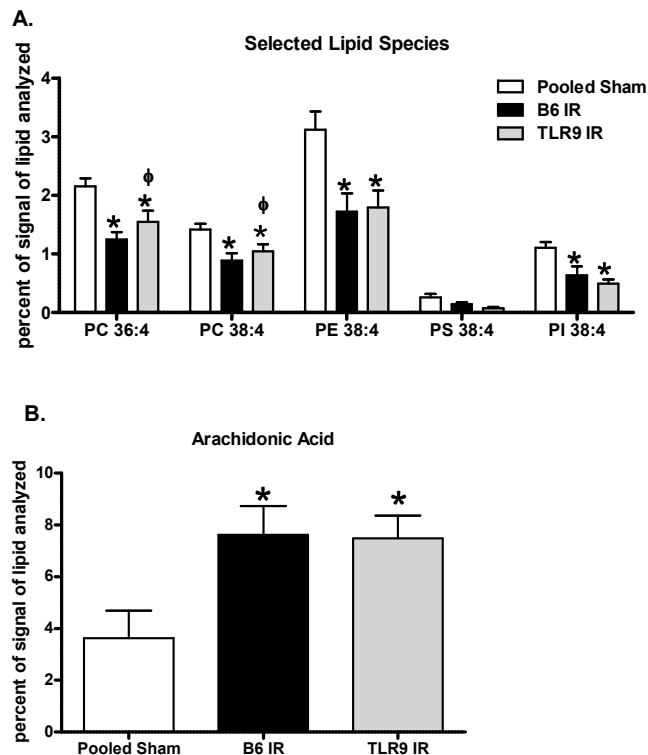 A.
Selected Lipid Species
percent of signal of lipid analyzed
4
3
2
1
0
Pooled Sham
B6 IR
TLR9 IR
ϕ
ϕ
* * * * * * * *
PC 36:4 PC 38:4 PE 38:4 PS 38:4 PI 38:4
B.
Arachidonic Acid
percent of signal of lipid analyzed
10
8
6
4
2
0
* *
Pooled Sham B6 IR TLR9 IR